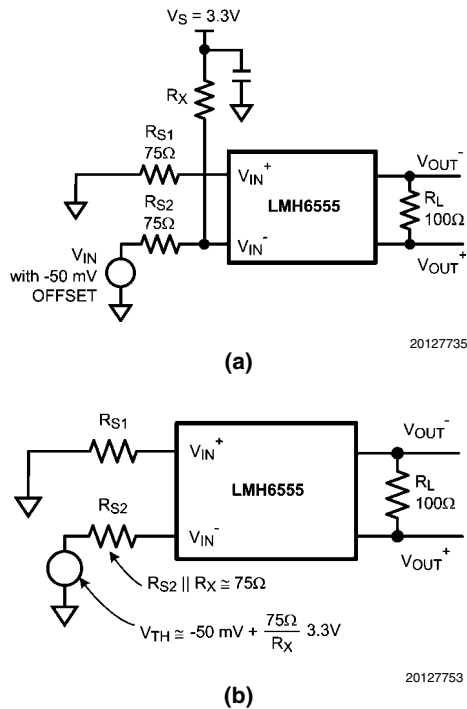 V_S = 3.3V
R_X
R_S1
75Ω
R_S2
75Ω
V_IN+
LMH6555
V_IN-
V_OUT-
R_L
100Ω
V_OUT+
V_IN
with -50 mV
OFFSET
20127735
(a)
R_S1
V_IN+
V_OUT-
LMH6555
R_L
100Ω
R_S2
V_IN-
V_OUT+
R_S2 || R_X ≅ 75Ω
V_TH ≅ -50 mV + 75Ω/R_X 3.3V
20127753
(b)